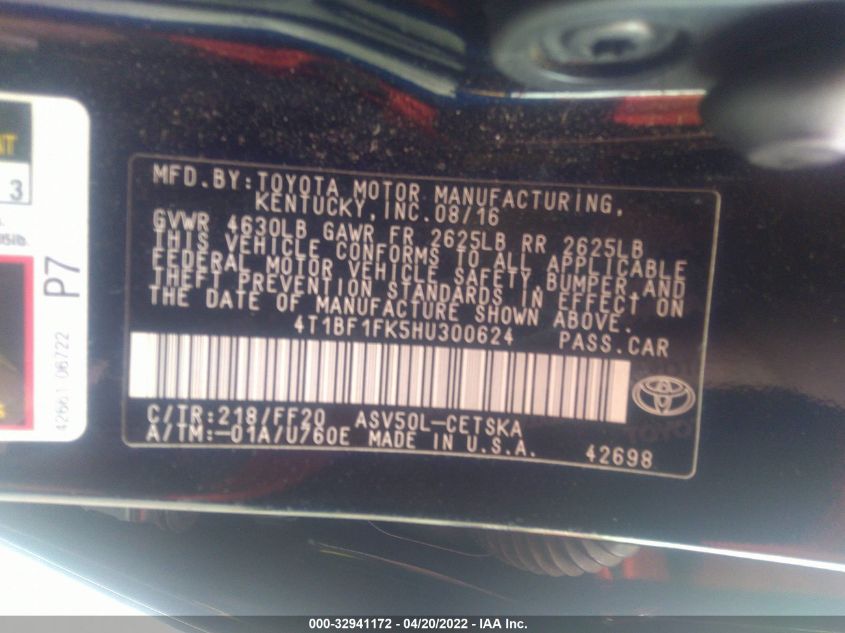 MFD.BY:TOYOTA MOTOR MANUFACTURING,
KENTUCKY,INC.08/16
GVWR 4630LB GAWR FR 2625LB RR 2625LB
THIS VEHICLE CONFORMS TO ALL APPLICABLE
FEDERAL MOTOR VEHICLE SAFETY,BUMPER,AND
THEFT PREVENTION STANDARDS IN EFFECT ON
THE DATE OF MANUFACTURE SHOWN ABOVE.
4T1BF1FK5HU300624 PASS.CAR
C/TR:218/FF20 ASV50L-CETSKA
A/TM:-01A/U760E MADE IN U.S.A.
42698
TOYOTA
3
P7
42661 06722
000-32941172 - 04/20/2022 - IAA Inc.